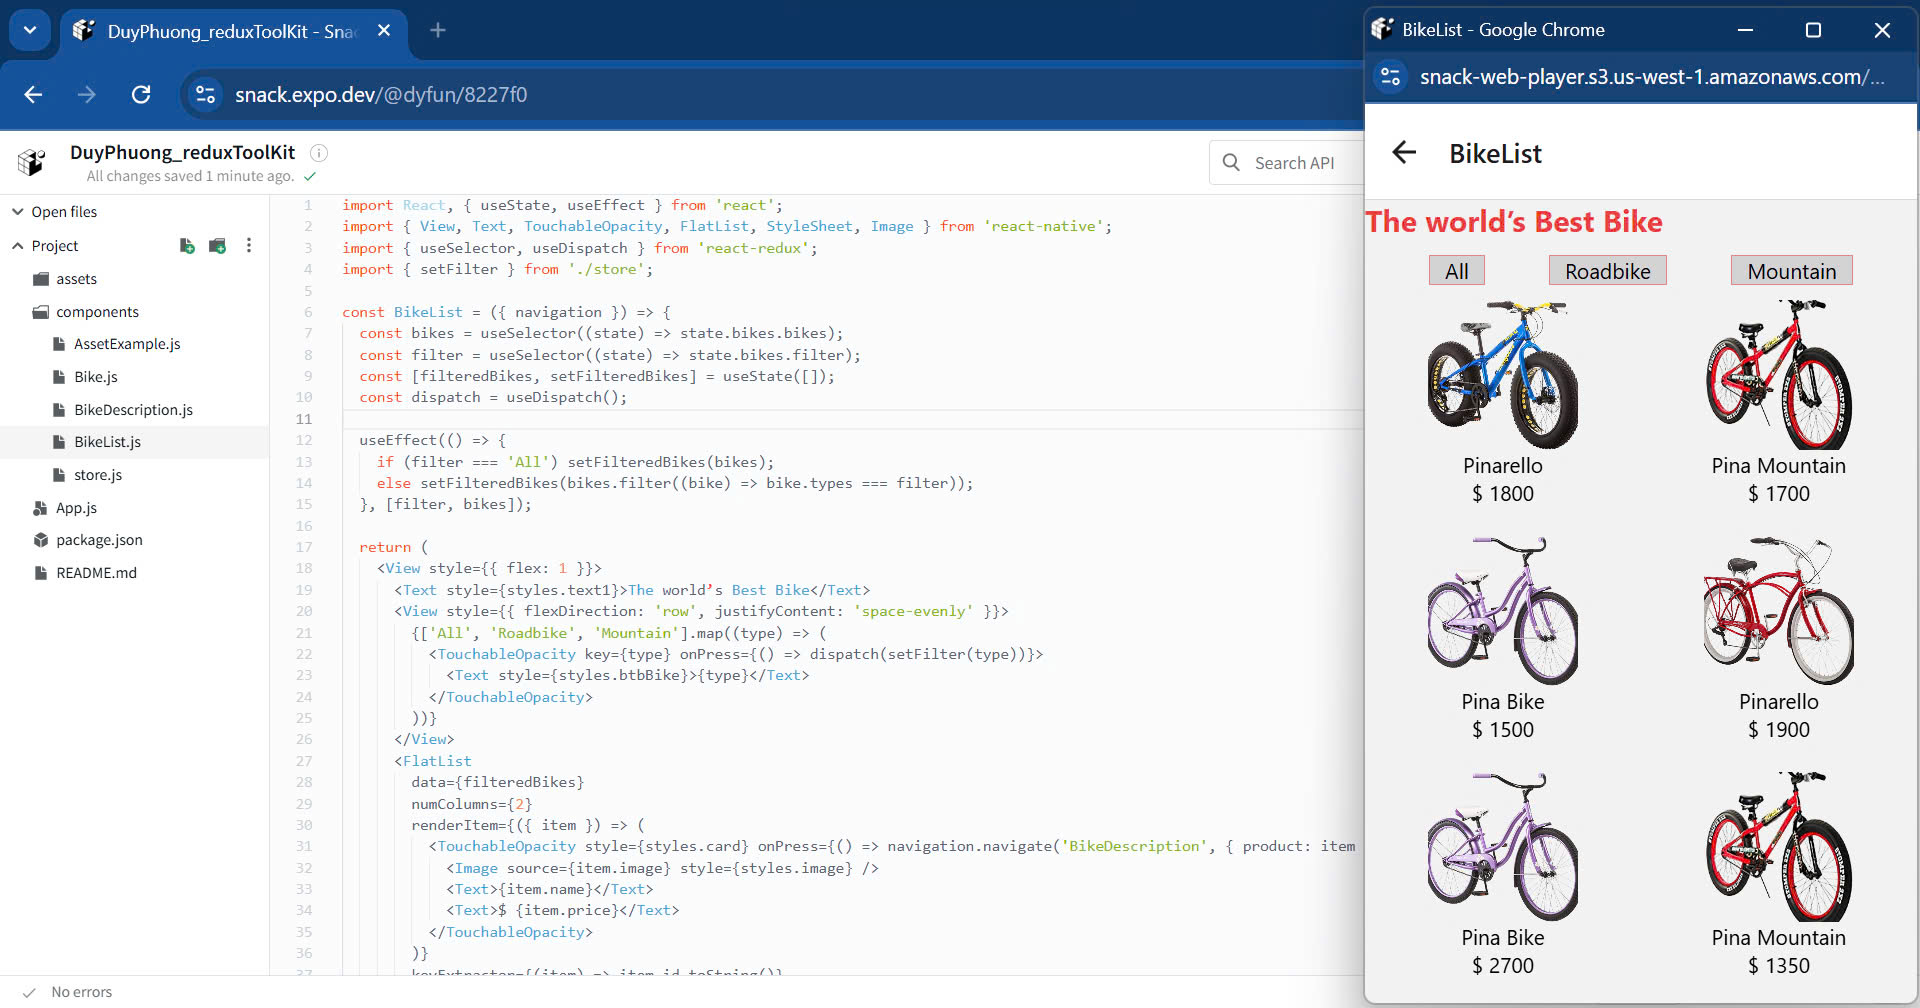 DuyPhuong_reduxToolKit - Sna
snack.expo.dev/@dyfun/8227f0
DuyPhuong_reduxToolKit
All changes saved 1 minute ago.
Search API
Open files
Project
assets
components
AssetExample.js
Bike.js
BikeDescription.js
BikeList.js
store.js
App.js
package.json
README.md
1 import React, { useState, useEffect } from 'react';
2 import { View, Text, TouchableOpacity, FlatList, StyleSheet, Image } from 'react-native';
3 import { useSelector, useDispatch } from 'react-redux';
4 import { setFilter } from './store';
5
6 const BikeList = ({ navigation }) => {
7 const bikes = useSelector((state) => state.bikes.bikes);
8 const filter = useSelector((state) => state.bikes.filter);
9 const [filteredBikes, setFilteredBikes] = useState([]);
10 const dispatch = useDispatch();
11
12 useEffect(() => {
13 if (filter === 'All') setFilteredBikes(bikes);
14 else setFilteredBikes(bikes.filter((bike) => bike.types === filter));
15 }, [filter, bikes]);
16
17 return (
18 <View style={{ flex: 1 }}>
19 <Text style={styles.text1}>The world’s Best Bike</Text>
20 <View style={{ flexDirection: 'row', justifyContent: 'space-evenly' }}>
21 {['All', 'Roadbike', 'Mountain'].map((type) => (
22 <TouchableOpacity key={type} onPress={() => dispatch(setFilter(type))}>
23 <Text style={styles.btbBike}>{type}</Text>
24 </TouchableOpacity>
25 ))}
26 </View>
27 <FlatList
28 data={filteredBikes}
29 numColumns={2}
30 renderItem={({ item }) => (
31 <TouchableOpacity style={styles.card} onPress={() => navigation.navigate('BikeDescription', { product: item
32 <Image source={item.image} style={styles.image} />
33 <Text>{item.name}</Text>
34 <Text>$ {item.price}</Text>
35 </TouchableOpacity>
36 )}
37 keyExtractor={(item) => item.id.toString()}
No errors
BikeList - Google Chrome
snack-web-player.s3.us-west-1.amazonaws.com/...
BikeList
The world’s Best Bike
All Roadbike Mountain
Pinarello
$ 1800
Pina Mountain
$ 1700
Pina Bike
$ 1500
Pinarello
$ 1900
Pina Bike
$ 2700
Pina Mountain
$ 1350